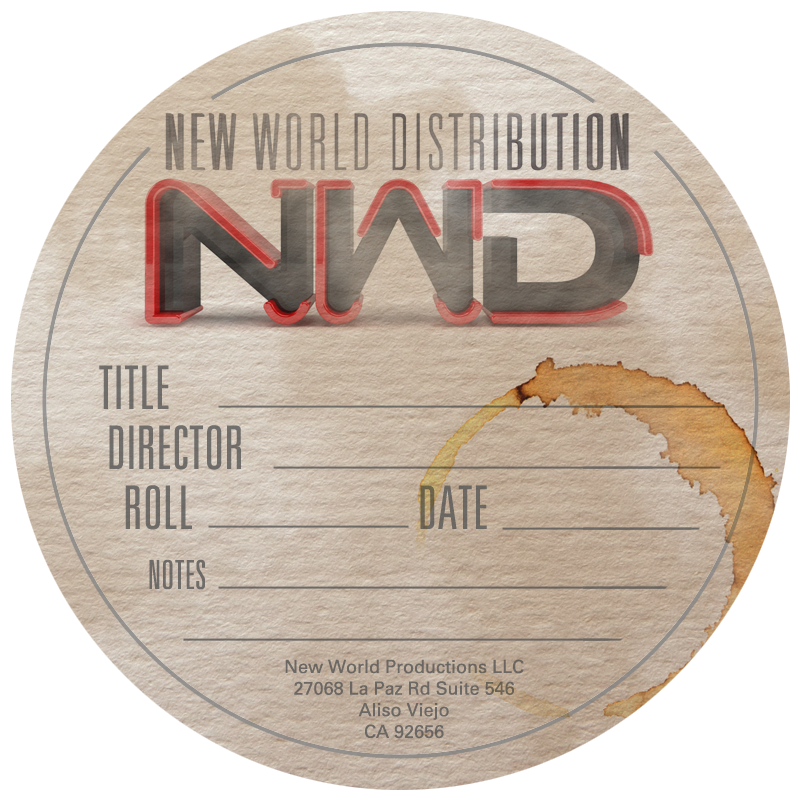 NEW WORLD DISTRIBUTION
NWD
TITLE
DIRECTOR
ROLL DATE
NOTES
New World Productions LLC
27068 La Paz Rd Suite 546
Aliso Viejo
CA 92656